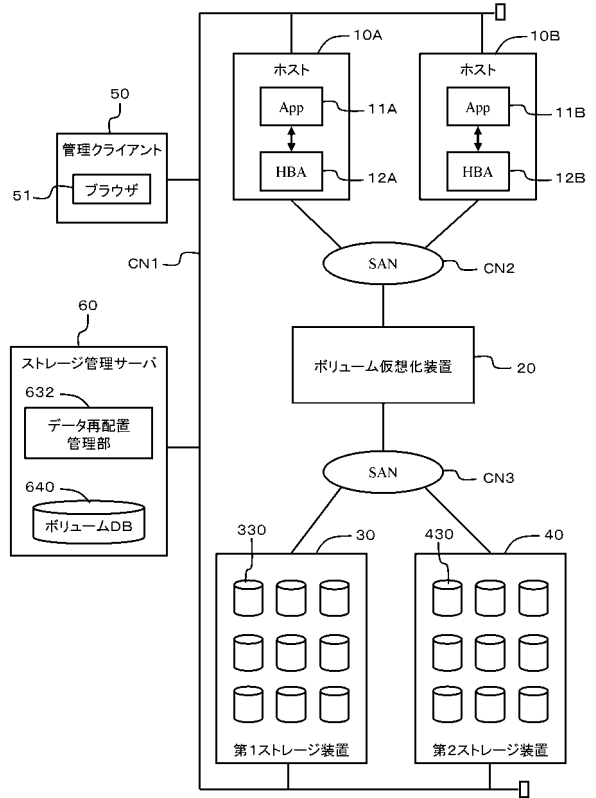 10A
10B
ホスト
ホスト
App
11A
App
11B
HBA
12A
HBA
12B
50
管理クライアント
51
ブラウザ
CN1
SAN
CN2
60
ストレージ管理サーバ
632
データ再配置
管理部
640
ボリュームDB
ボリューム仮想化装置
20
SAN
CN3
330
30
430
40
第1ストレージ装置
第2ストレージ装置